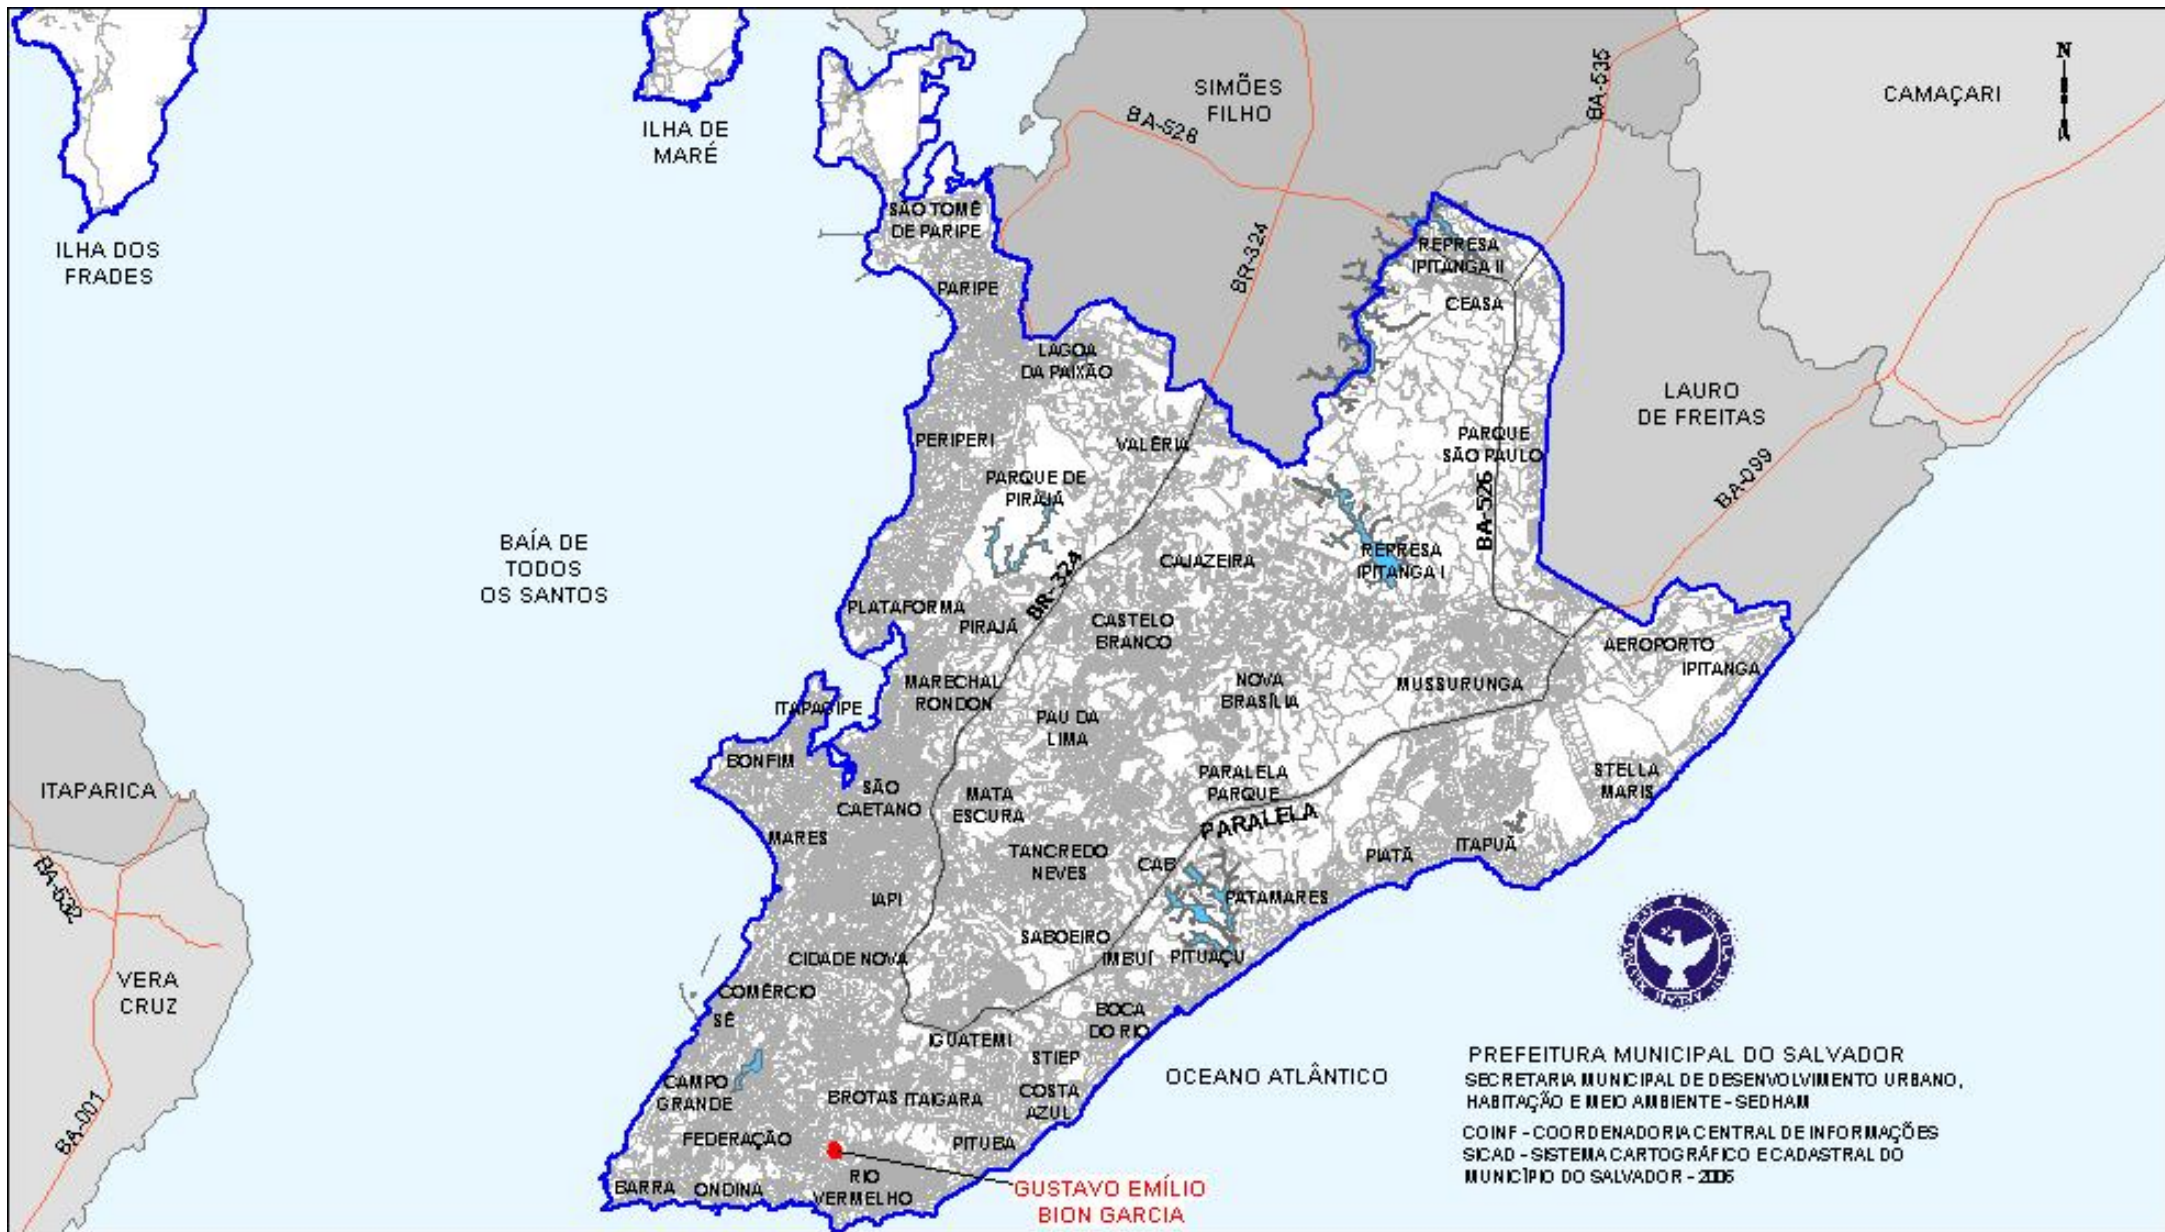 N
SIMÕES
FILHO
CAMAÇARI
BA-535
BA-528
BR-324
ILHA DE
MARÉ
ILHA DOS
FRADES
SÃO TOMÉ
DE PARIPE
REPRESA
IPITANGA II
PARIPE
CEASA
LAGOA
DA PAIXÃO
LAURO
DE FREITAS
PERIPERI
VALÉRIA
PARQUE
SÃO PAULO
PARQUE DE
PIRAJÁ
BA-099
BA-526
BAÍA DE
TODOS
OS SANTOS
CAJAZEIRA
REPRESA
IPITANGA I
BR-324
PLATAFORMA
PIRAJÁ
CASTELO
BRANCO
AEROPORTO
IPITANGA
MARECHAL
RONDON
NOVA
BRASÍLIA
MUSSURUNGA
ITAPAGIPE
PAU DA
LIMA
BONFIM
PARALELA
PARQUE
STELLA
MARIS
ITAPARICA
SÃO
CAETANO
MATA
ESCURA
PARALELA
MARES
TANCREDO
NEVES
CAB
PIATÃ
ITAPUÃ
BA-532
IAPI
PATAMARES
SABOEIRO
CIDADE NOVA
IMBUÍ
PITUAÇU
VERA
CRUZ
COMÉRCIO
SÉ
BOCA
DO RIO
IGUATEMI
STIEP
OCEANO ATLÂNTICO
CAMPO
GRANDE
BROTAS
ITAIGARA
COSTA
AZUL
BA-001
FEDERAÇÃO
PITUBA
RIO
VERMELHO
BARRA
ONDINA
GUSTAVO EMÍLIO
BION GARCIA
PREFEITURA MUNICIPAL DO SALVADOR
SECRETARIA MUNICIPAL DE DESENVOLVIMENTO URBANO,
HABITAÇÃO E MEIO AMBIENTE - SEDHAM
COINF - COORDENADORIA CENTRAL DE INFORMAÇÕES
SICAD - SISTEMA CARTOGRÁFICO E CADASTRAL DO
MUNICÍPIO DO SALVADOR - 2006